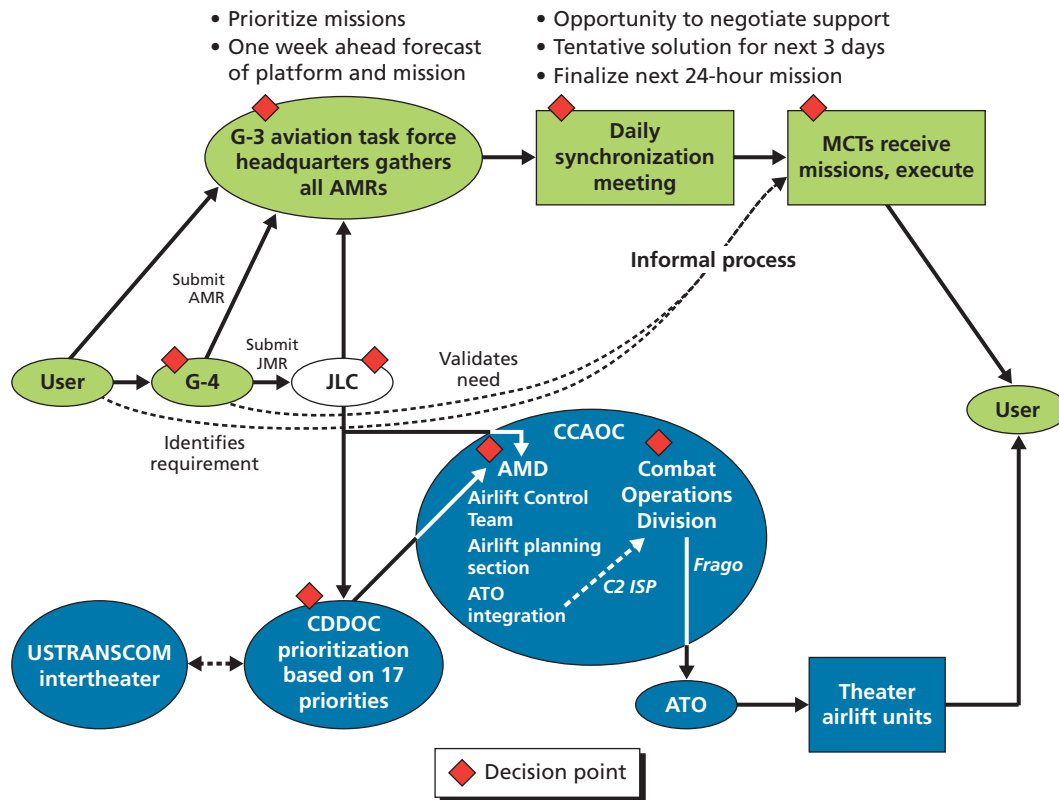 • Prioritize missions
• One week ahead forecast
of platform and mission
• Opportunity to negotiate support
• Tentative solution for next 3 days
• Finalize next 24-hour mission
G-3 aviation task force
headquarters gathers
all AMRs
Daily
synchronization
meeting
MCTs receive
missions, execute
Informal process
Submit
AMR
Submit
JMR
Validates
need
User
G-4
JLC
User
Identifies
requirement
CCAOC
AMD
Airlift Control
Team
Airlift planning
section
ATO
integration
Combat
Operations
Division
C2 ISP
Frago
USTRANSCOM
intertheater
CDDOC
prioritization
based on 17
priorities
ATO
Theater
airlift units
Decision point